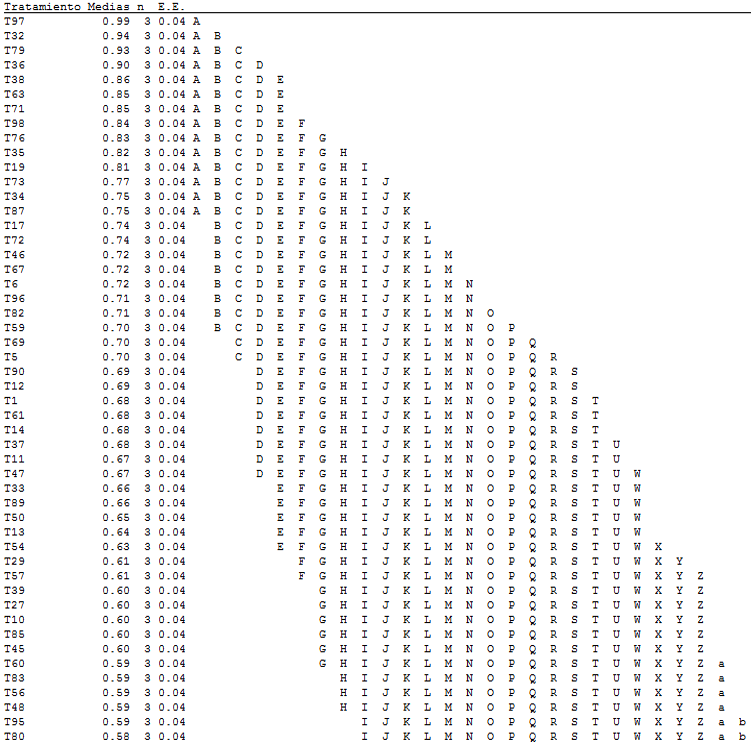 Tratamiento Medias n E.E.
T97 0.99 3 0.04 A
T32 0.94 3 0.04 A B
T79 0.93 3 0.04 A B C
T36 0.90 3 0.04 A B C D
T38 0.86 3 0.04 A B C D E
T63 0.85 3 0.04 A B C D E
T71 0.85 3 0.04 A B C D E
T98 0.84 3 0.04 A B C D E F
T76 0.83 3 0.04 A B C D E F G
T35 0.82 3 0.04 A B C D E F G H
T19 0.81 3 0.04 A B C D E F G H I
T73 0.77 3 0.04 A B C D E F G H I J
T34 0.75 3 0.04 A B C D E F G H I J K
T87 0.75 3 0.04 A B C D E F G H I J K
T17 0.74 3 0.04 B C D E F G H I J K L
T72 0.74 3 0.04 B C D E F G H I J K L
T46 0.72 3 0.04 B C D E F G H I J K L M
T67 0.72 3 0.04 B C D E F G H I J K L M
T6 0.72 3 0.04 B C D E F G H I J K L M N
T96 0.71 3 0.04 B C D E F G H I J K L M N
T82 0.71 3 0.04 B C D E F G H I J K L M N O
T59 0.70 3 0.04 B C D E F G H I J K L M N O P
T69 0.70 3 0.04 C D E F G H I J K L M N O P Q
T5 0.70 3 0.04 C D E F G H I J K L M N O P Q R
T90 0.69 3 0.04 D E F G H I J K L M N O P Q R S
T12 0.69 3 0.04 D E F G H I J K L M N O P Q R S
T1 0.68 3 0.04 D E F G H I J K L M N O P Q R S T
T61 0.68 3 0.04 D E F G H I J K L M N O P Q R S T
T14 0.68 3 0.04 D E F G H I J K L M N O P Q R S T
T37 0.68 3 0.04 D E F G H I J K L M N O P Q R S T U
T11 0.67 3 0.04 D E F G H I J K L M N O P Q R S T U
T47 0.67 3 0.04 D E F G H I J K L M N O P Q R S T U W
T33 0.66 3 0.04 E F G H I J K L M N O P Q R S T U W
T89 0.66 3 0.04 E F G H I J K L M N O P Q R S T U W
T50 0.65 3 0.04 E F G H I J K L M N O P Q R S T U W
T13 0.64 3 0.04 E F G H I J K L M N O P Q R S T U W
T54 0.63 3 0.04 E F G H I J K L M N O P Q R S T U W X
T29 0.61 3 0.04 F G H I J K L M N O P Q R S T U W X Y
T57 0.61 3 0.04 F G H I J K L M N O P Q R S T U W X Y Z
T39 0.60 3 0.04 G H I J K L M N O P Q R S T U W X Y Z
T27 0.60 3 0.04 G H I J K L M N O P Q R S T U W X Y Z
T10 0.60 3 0.04 G H I J K L M N O P Q R S T U W X Y Z
T85 0.60 3 0.04 G H I J K L M N O P Q R S T U W X Y Z
T45 0.60 3 0.04 G H I J K L M N O P Q R S T U W X Y Z
T60 0.59 3 0.04 G H I J K L M N O P Q R S T U W X Y Z a
T83 0.59 3 0.04 H I J K L M N O P Q R S T U W X Y Z a
T56 0.59 3 0.04 H I J K L M N O P Q R S T U W X Y Z a
T48 0.59 3 0.04 H I J K L M N O P Q R S T U W X Y Z a
T95 0.59 3 0.04 I J K L M N O P Q R S T U W X Y Z a b
T80 0.58 3 0.04 I J K L M N O P Q R S T U W X Y Z a b